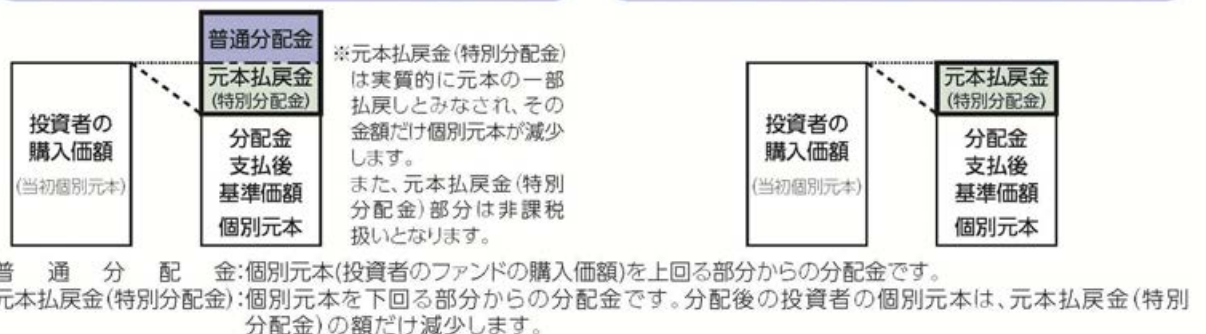 普通分配金
元本払戻金
(特別分配金)
投資者の
購入価額
(当初個別元本)
分配金
支払後
基準価額
個別元本
※元本払戻金(特別分配金)
は実質的に元本の一部
払戻しとみなされ、その
金額だけ個別元本が減少
します。
また、元本払戻金(特別
分配金)部分は非課税
扱いとなります。
投資者の
購入価額
(当初個別元本)
元本払戻金
(特別分配金)
分配金
支払後
基準価額
個別元本
普通分配金:個別元本(投資者のファンドの購入価額)を上回る部分からの分配金です。
元本払戻金(特別分配金):個別元本を下回る部分からの分配金です。分配後の投資者の個別元本は、元本払戻金(特別
分配金)の額だけ減少します。